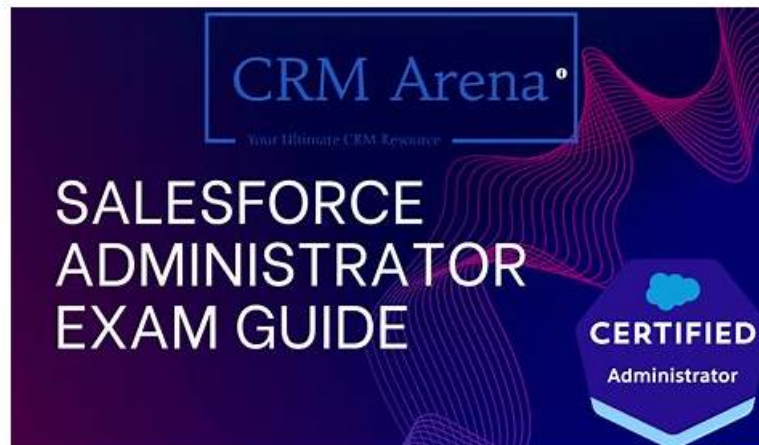 CRM Arena
Your Ultimate CRM Resource
SALESFORCE
ADMINISTRATOR
EXAM GUIDE
CERTIFIED
Administrator